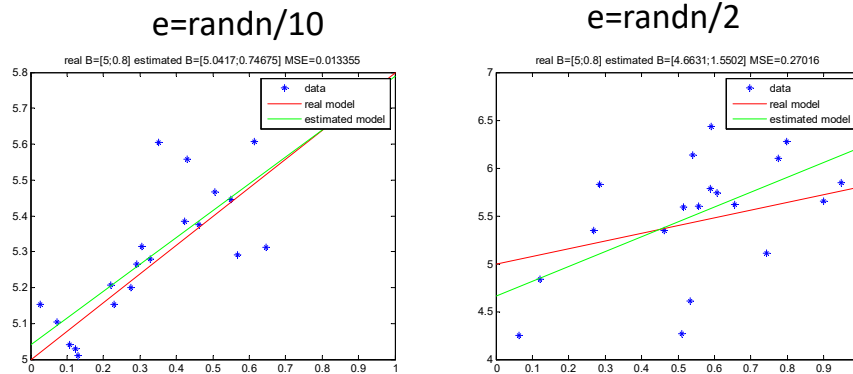 e=randn/10
e=randn/2
real B=[5;0.8] estimated B=[5.0417;0.74675] MSE=0.013355
real B=[5;0.8] estimated B=[4.6631;1.5502] MSE=0.27016
5.8
5.7
5.6
5.5
5.4
5.3
5.2
5.1
5
0 0.1 0.2 0.3 0.4 0.5 0.6 0.7 0.8 0.9 1
data
real model
estimated model
7
6.5
6
5.5
5
4.5
4
0 0.1 0.2 0.3 0.4 0.5 0.6 0.7 0.8 0.9
data
real model
estimated model